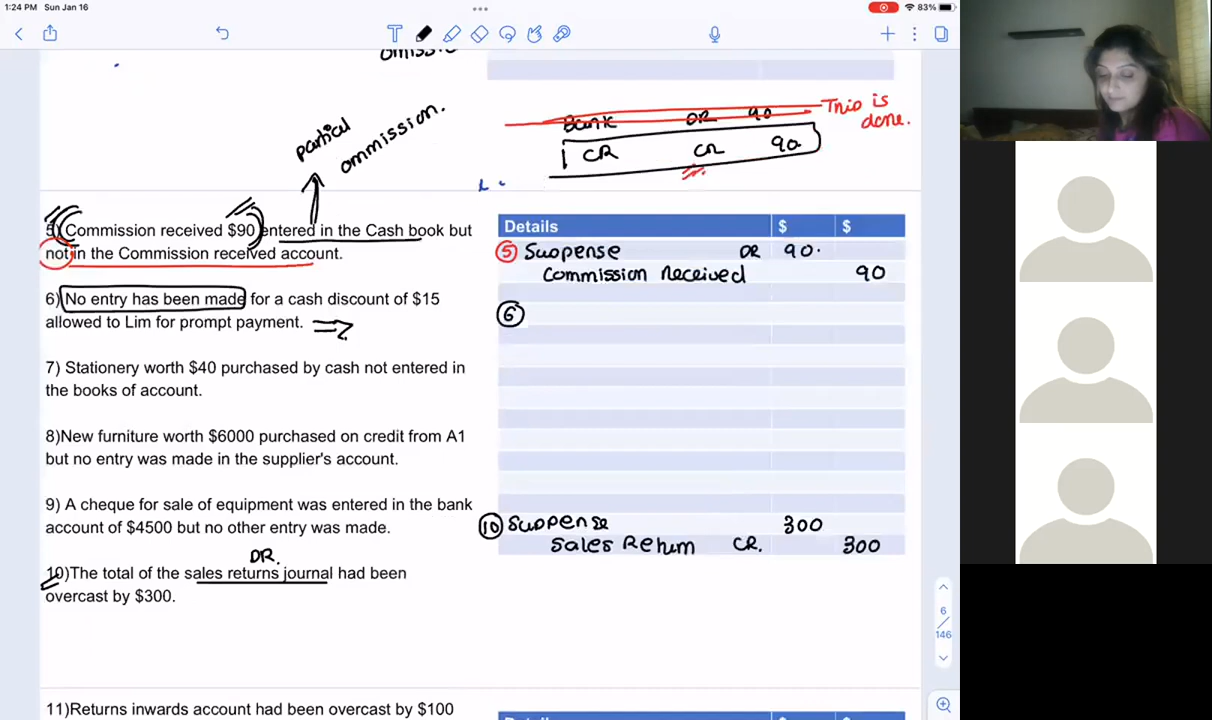 1:24 PM Sun Jan 16
83%
This is
done.
Bank DR 90
CR CR 90
partial
ommission.
5) Commission received $90 entered in the Cash book but
not in the Commission received account.
6) No entry has been made for a cash discount of $15
allowed to Lim for prompt payment.
7) Stationery worth $40 purchased by cash not entered in
the books of account.
8)New furniture worth $6000 purchased on credit from A1
but no entry was made in the supplier's account.
9) A cheque for sale of equipment was entered in the bank
account of $4500 but no other entry was made.
DR.
10)The total of the sales returns journal had been
overcast by $300.
11)Returns inwards account had been overcast by $100
Details $ $
5 Suspense DR 90.
Commission Received 90
6
10 Suspense 300
Sales Return CR. 300
Details $ $
6
146